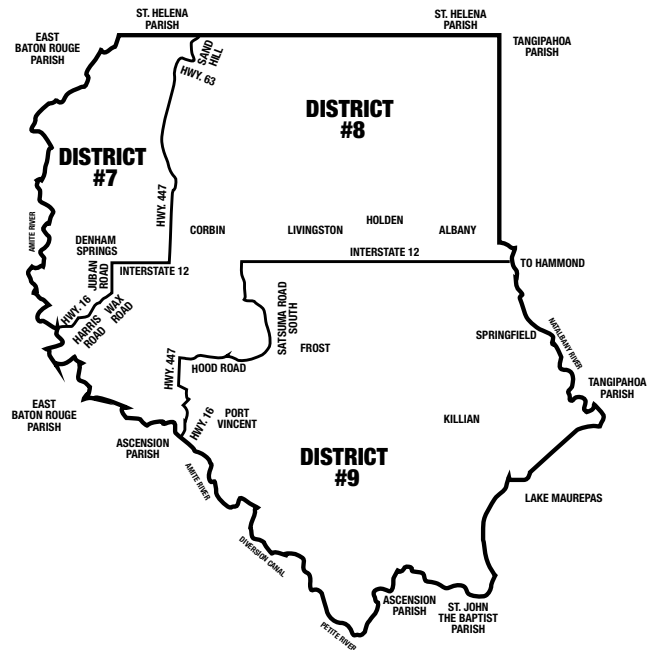 ST. HELENA
PARISH
ST. HELENA
PARISH
EAST
BATON ROUGE
PARISH
TANGIPAHOA
PARISH
SAND
HILL
HWY. 63
DISTRICT
#8
DISTRICT
#7
HWY. 447
AMITE RIVER
CORBIN
LIVINGSTON
HOLDEN
ALBANY
DENHAM
SPRINGS
JUBAN
ROAD
INTERSTATE 12
INTERSTATE 12
TO HAMMOND
HWY. 16
HARRIS
ROAD
WAX
ROAD
SATSUMA ROAD
SOUTH
FROST
SPRINGFIELD
NATALBANY RIVER
HWY. 447
HOOD ROAD
TANGIPAHOA
PARISH
EAST
BATON ROUGE
PARISH
HWY. 16
PORT
VINCENT
KILLIAN
ASCENSION
PARISH
DISTRICT
#9
AMITE RIVER
LAKE MAUREPAS
DIVERSION CANAL
ASCENSION
PARISH
ST. JOHN
THE BAPTIST
PARISH
PETITE RIVER